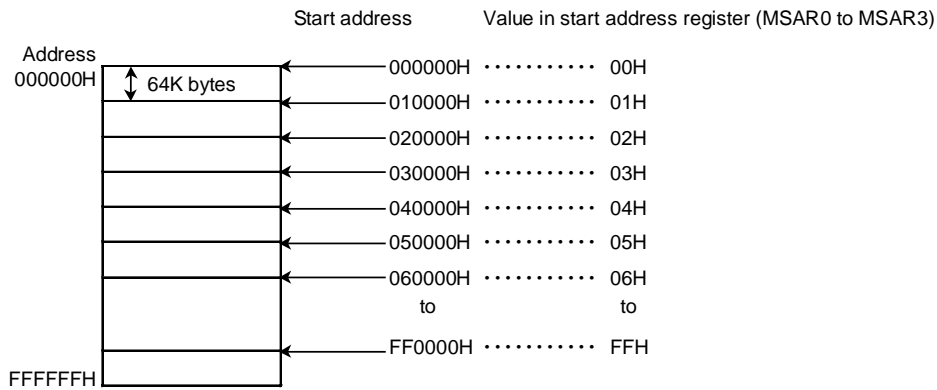 Start address Value in start address register (MSAR0 to MSAR3)
Address
000000H
64K bytes
000000H ··········· 00H
010000H ··········· 01H
020000H ··········· 02H
030000H ··········· 03H
040000H ··········· 04H
050000H ··········· 05H
060000H ··········· 06H
to to
FF0000H ··········· FFH
FFFFFFH